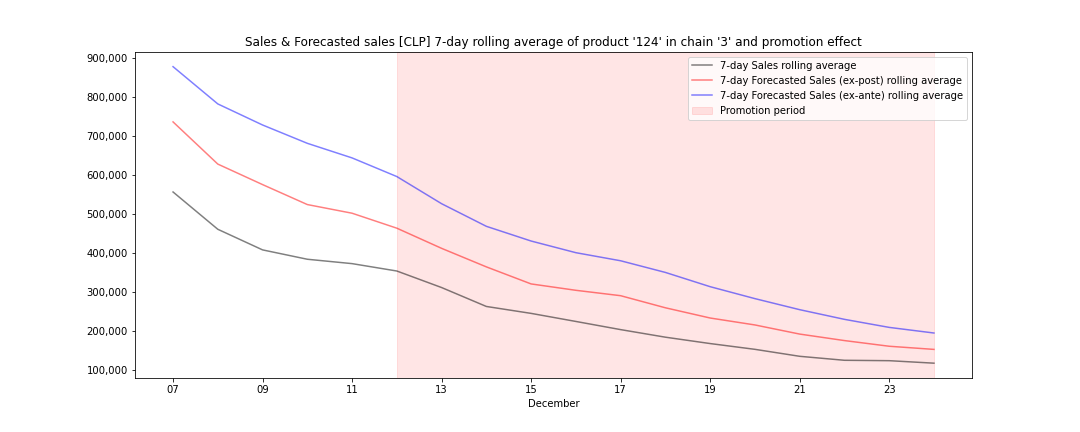 Sales & Forecasted sales [CLP] 7-day rolling average of product '124' in chain '3' and promotion effect
900,000
800,000
700,000
600,000
500,000
400,000
300,000
200,000
100,000
7-day Sales rolling average
7-day Forecasted Sales (ex-post) rolling average
7-day Forecasted Sales (ex-ante) rolling average
Promotion period
07 09 11 13 15 17 19 21 23
December